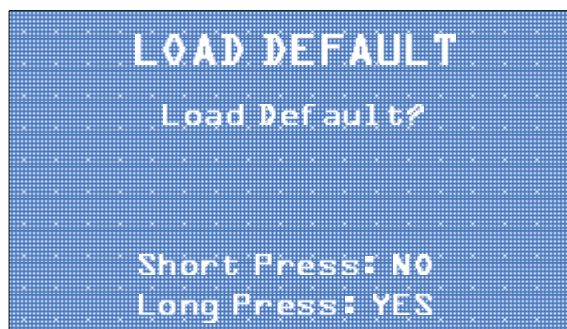 LOAD DEFAULT
Load Default?
Short Press: NO
Long Press: YES